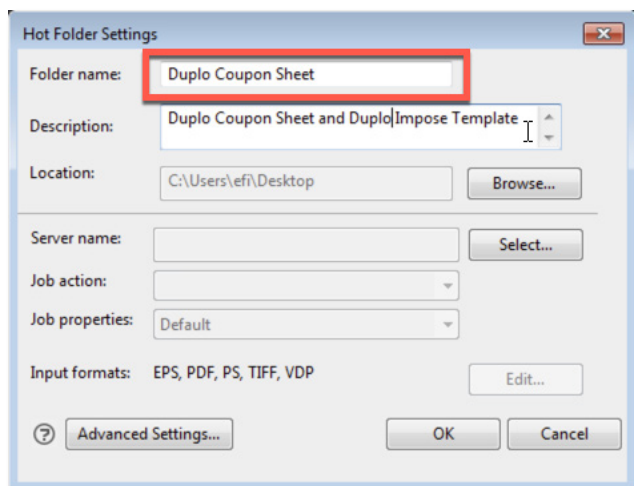 Hot Folder Settings
Folder name: Duplo Coupon Sheet
Description: Duplo Coupon Sheet and Duplo Impose Template
Location: C:\Users\efi\Desktop Browse...
Server name: Select...
Job action:
Job properties: Default
Input formats: EPS, PDF, PS, TIFF, VDP Edit...
? Advanced Settings... OK Cancel